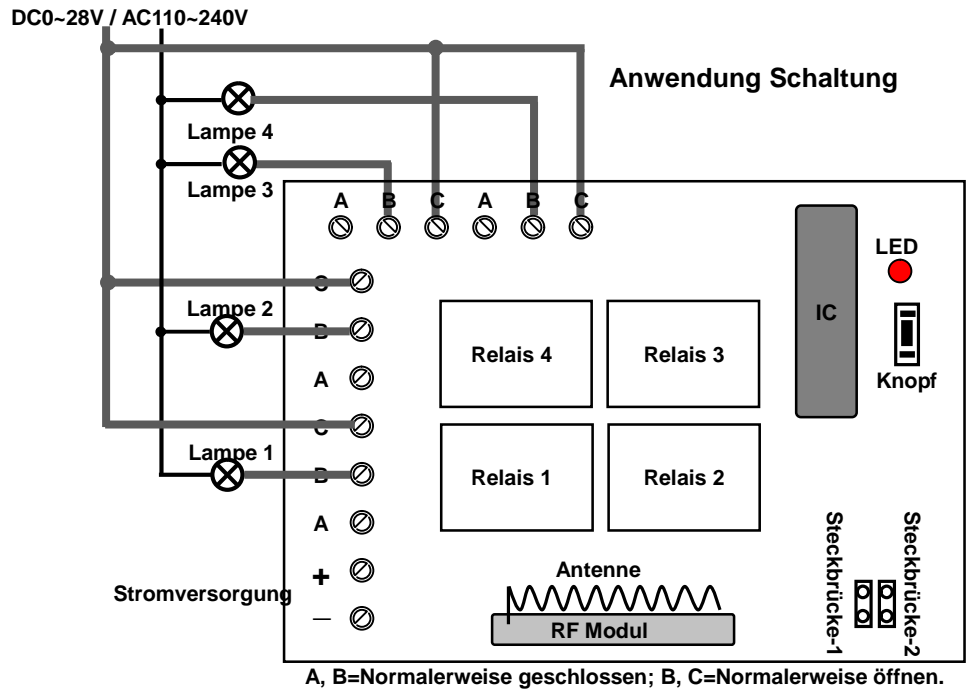 DC0~28V / AC110~240V
Anwendung Schaltung
Lampe 4
Lampe 3
A B C A B C
LED
C
Lampe 2
B
IC
Relais 4
Relais 3
A
Knopf
C
Lampe 1
B
Relais 1
Relais 2
A
Steckbrücke-1
Steckbrücke-2
+
Antenne
Stromversorgung
–
RF Modul
A, B=Normalerweise geschlossen; B, C=Normalerweise öffnen.